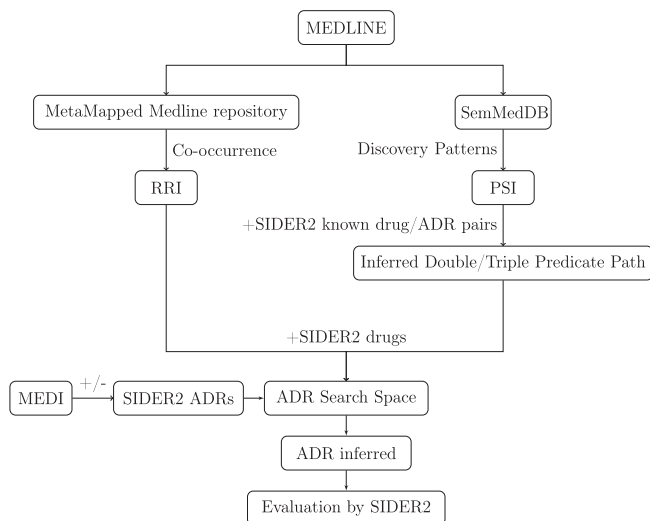 MEDLINE
MetaMapped Medline repository
SemMedDB
Co-occurrence
Discovery Patterns
RRI
PSI
+SIDER2 known drug/ADR pairs
Inferred Double/Triple Predicate Path
+SIDER2 drugs
MEDI
+/-
SIDER2 ADRs
ADR Search Space
ADR inferred
Evaluation by SIDER2